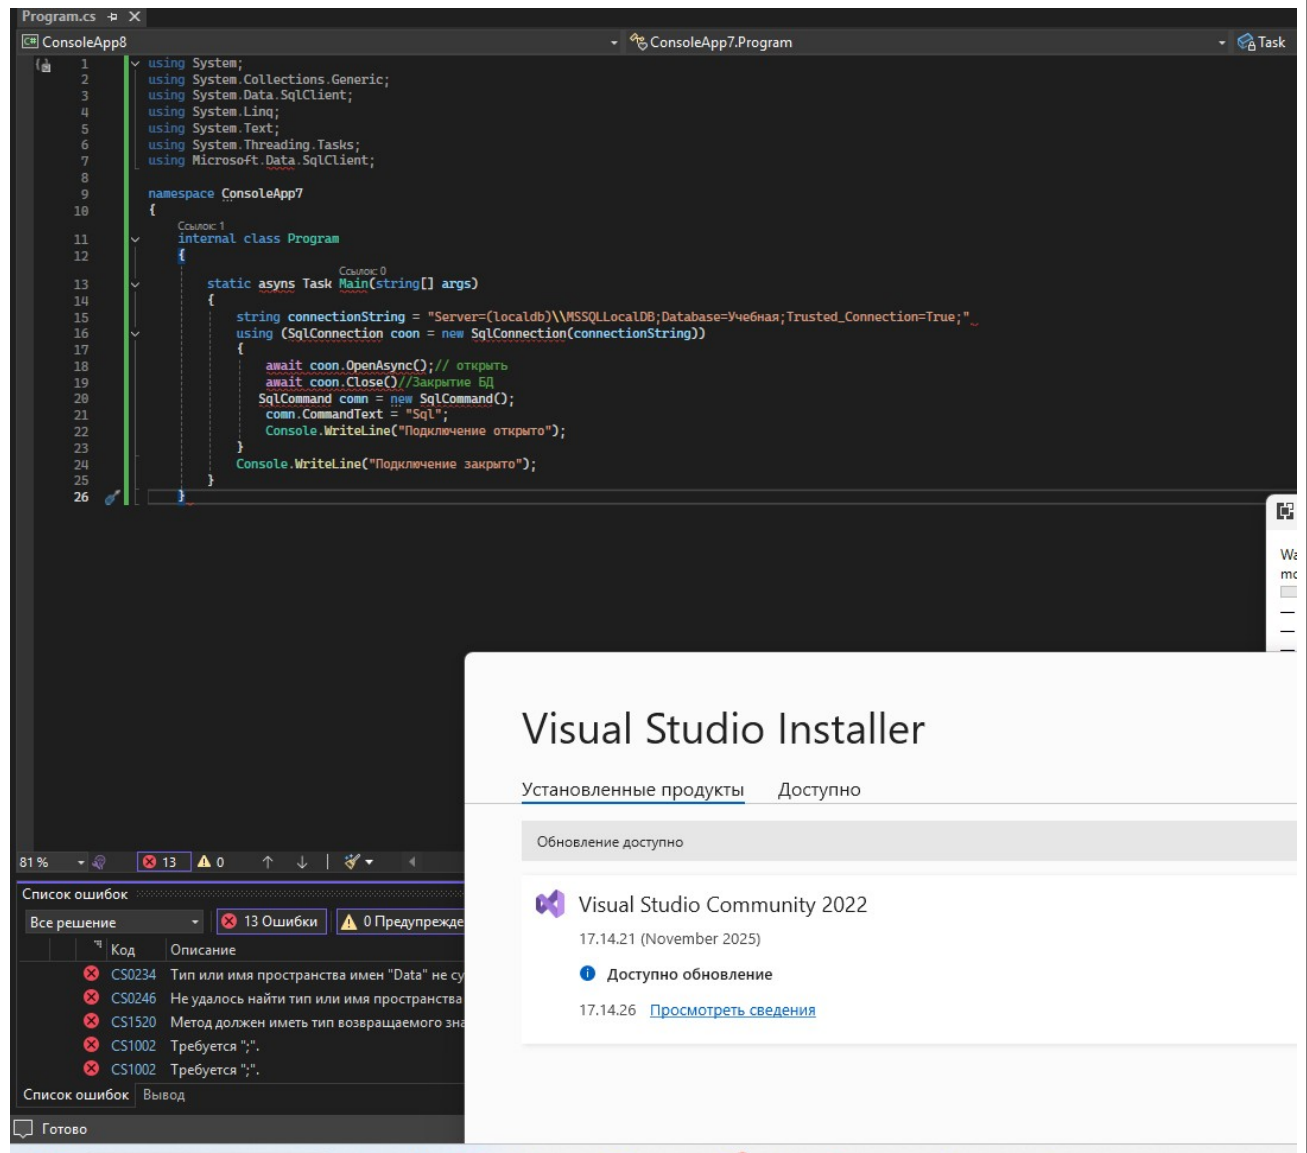 Program.cs
ConsoleApp8
ConsoleApp7.Program
Task
1 using System;
2 using System.Collections.Generic;
3 using System.Data.SqlClient;
4 using System.Linq;
5 using System.Text;
6 using System.Threading.Tasks;
7 using Microsoft.Data.SqlClient;
8
9 namespace ConsoleApp7
10 {
Ссылок: 1
11 internal class Program
12 {
Ссылок: 0
13 static asyns Task Main(string[] args)
14 {
15 string connectionString = "Server=(localdb)\\MSSQLLocalDB;Database=Учебная;Trusted_Connection=True;"
16 using (SqlConnection coon = new SqlConnection(connectionString))
17 {
18 await coon.OpenAsync();// открыть
19 await coon.Close()//Закрытие БД
20 SqlCommand comn = new SqlCommand();
21 comn.CommandText = "Sql";
22 Console.WriteLine("Подключение открыто");
23 }
24 Console.WriteLine("Подключение закрыто");
25 }
26 }
Wa
mo
Visual Studio Installer
Установленные продукты Доступно
Обновление доступно
Visual Studio Community 2022
17.14.21 (November 2025)
Доступно обновление
17.14.26 Просмотреть сведения
81 % 13 0
Список ошибок
Все решение 13 Ошибки 0 Предупрежде
Код Описание
CS0234 Тип или имя пространства имен "Data" не су
CS0246 Не удалось найти тип или имя пространства
CS1520 Метод должен иметь тип возвращаемого зна
CS1002 Требуется ";".
CS1002 Требуется ";".
Список ошибок Вывод
Готово